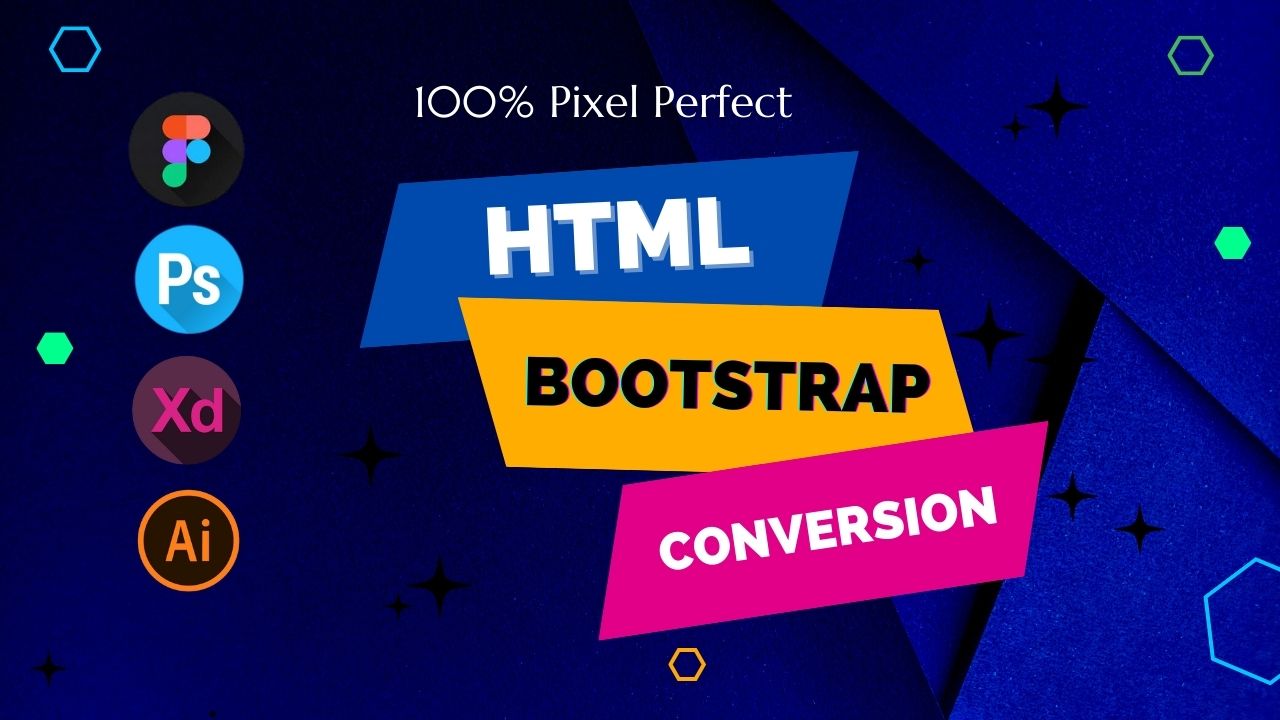 100% Pixel Perfect
HTML
BOOTSTRAP
CONVERSION
Ps
Xd
Ai